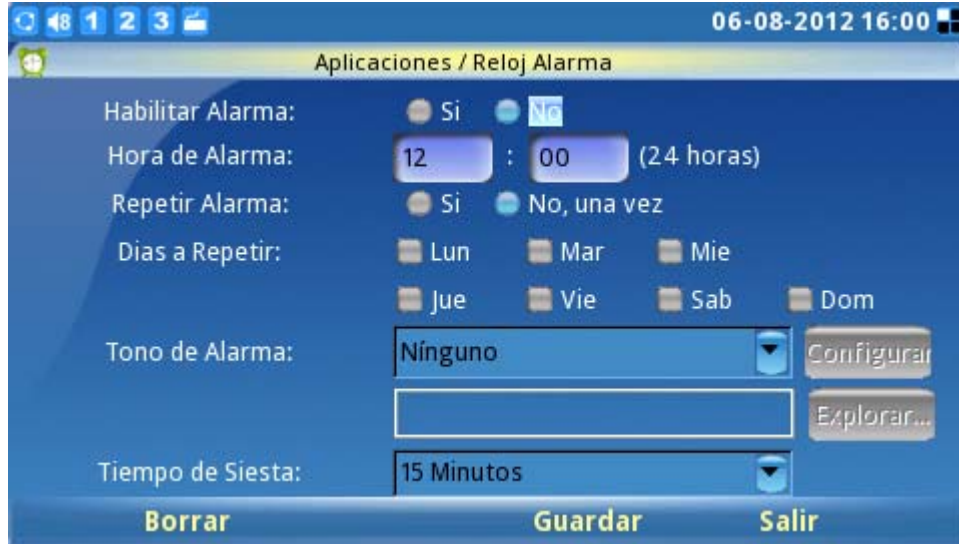 48 1 2 3 06-08-2012 16:00
Aplicaciones / Reloj Alarma
Habilitar Alarma: Si No
Hora de Alarma: 12 : 00 (24 horas)
Repetir Alarma: Si No, una vez
Dias a Repetir: Lun Mar Mie
Jue Vie Sab Dom
Tono de Alarma: Nínguno Configurar
Explorar...
Tiempo de Siesta: 15 Minutos
Borrar Guardar Salir